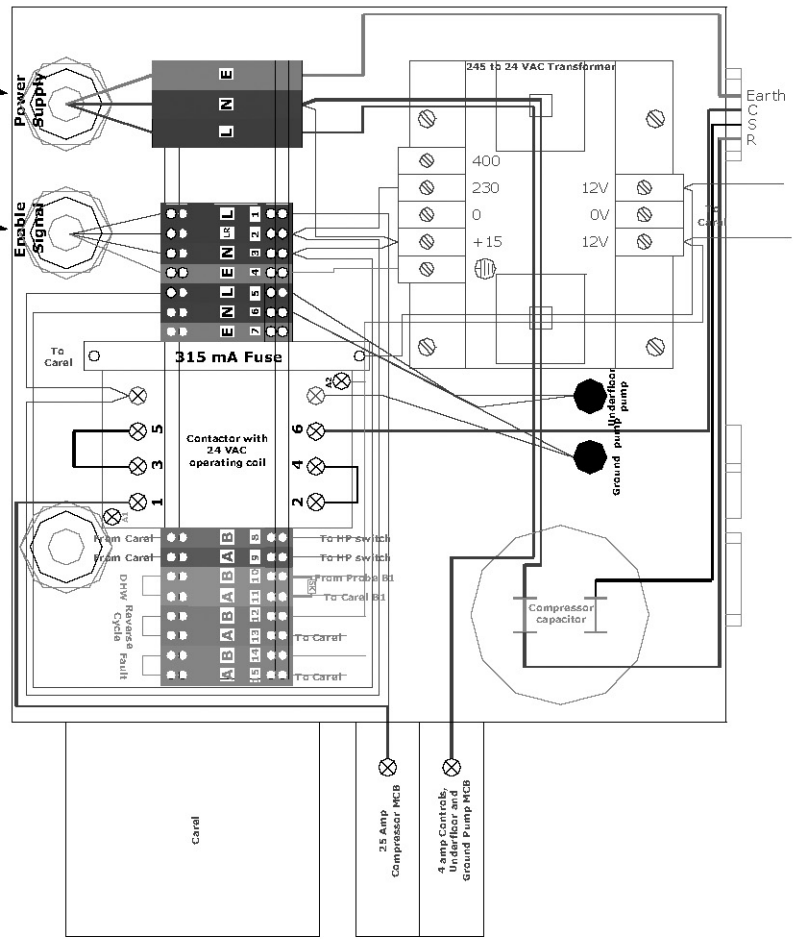 Power
Supply
E
N
L
245 to 24 VAC Transformer
Earth
C
S
R
400
230
0
+15
12V
0V
12V
To
Carel
Enable
Signal
L 1
LR 2
N 3
E 4
L 5
N 6
E 7
To
Carel
315 mA Fuse
A2
Underfloor
pump
Ground pump
5
3
1
6
4
2
Contactor with
24 VAC
operating coil
A1
From Carel B 8 To HP switch
From Carel A 9 To HP switch
B 10 From Probe B1
A 11 To Carel B1
5K
B 12
A 13 To Carel
B 14
A 15 To Carel
DHW
Reverse
Cycle
Fault
Compressor
capacitor
Carel
25 Amp
Compressor MCB
4 amp Controls,
Underfloor and
Ground Pump MCB